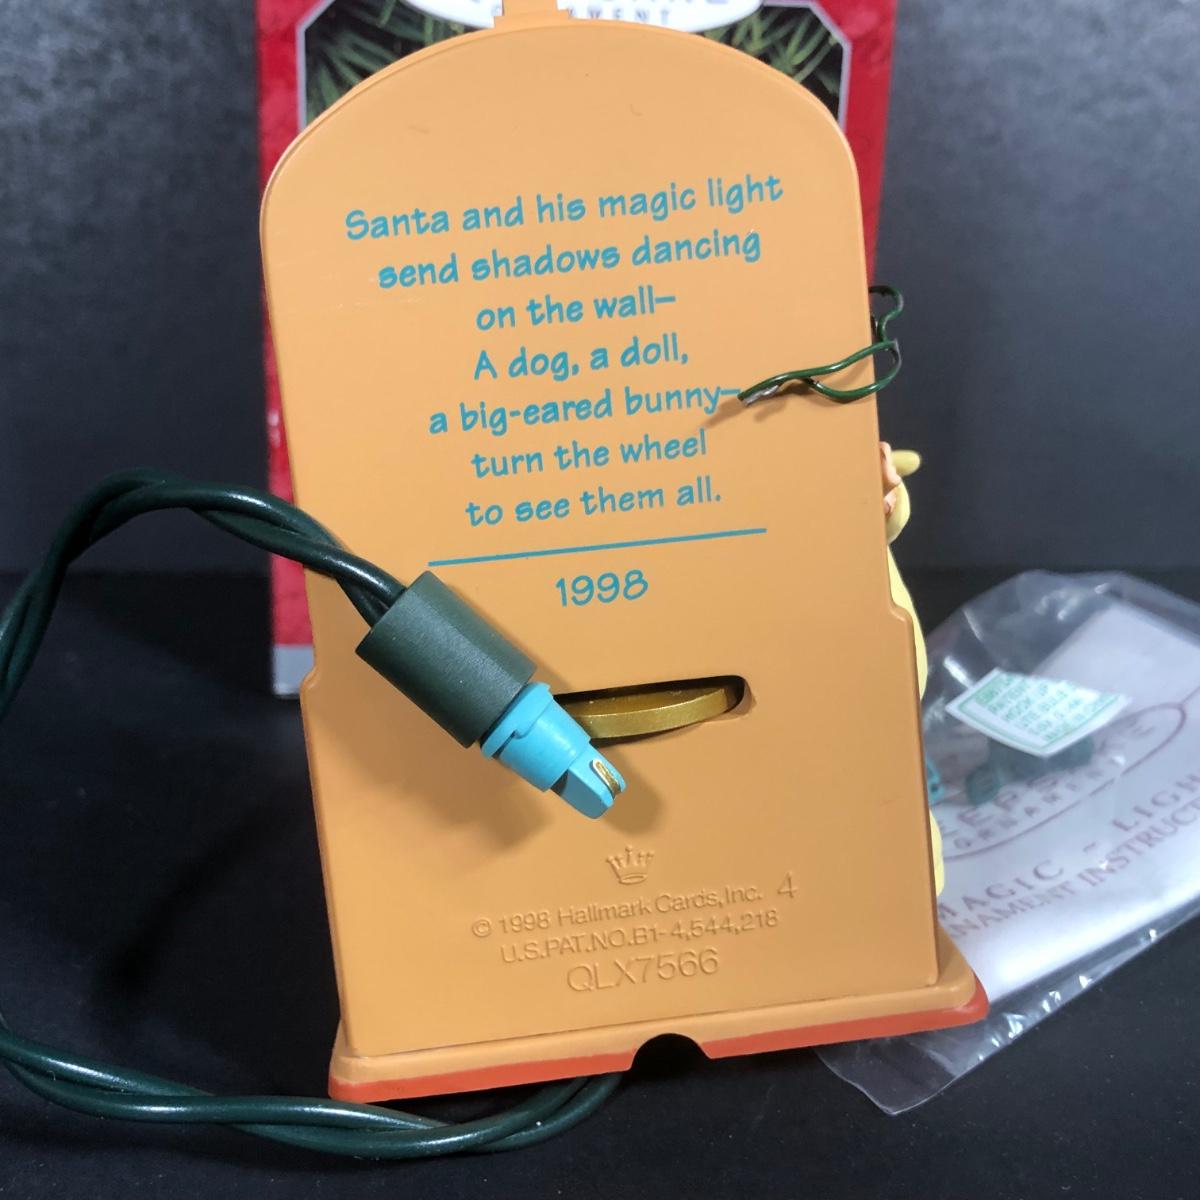 Santa and his magic light
send shadows dancing
on the wall–
A dog, a doll,
a big-eared bunny–
turn the wheel
to see them all.
1998
© 1998 Hallmark Cards, Inc. 4
U.S.PAT.NO.B1-4,544,218
QLX7566
MAGIC ~ LIGH
NAMENT INSTRUC